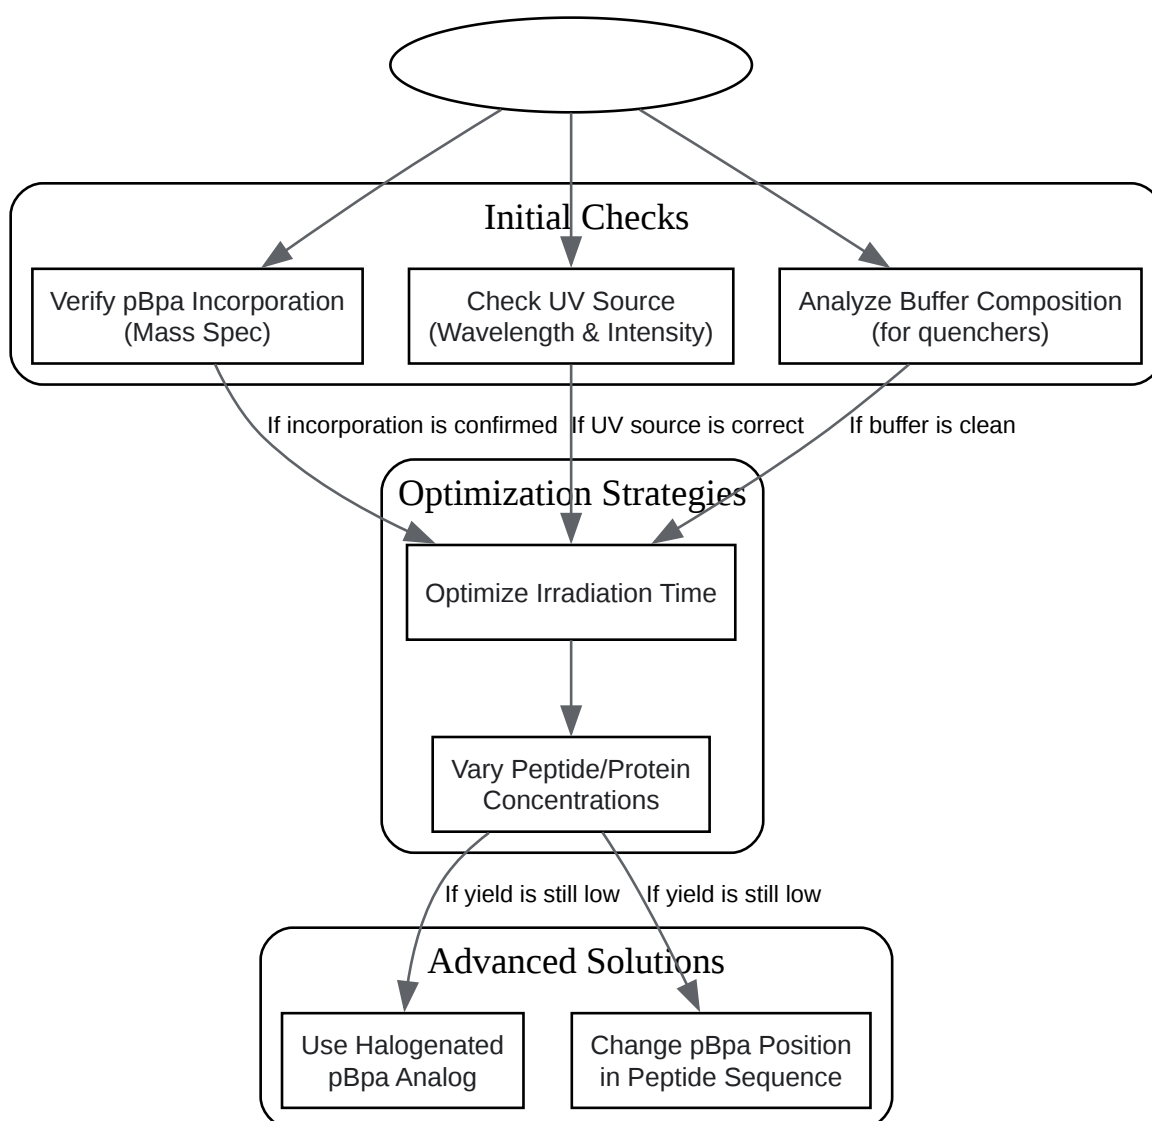 Initial Checks
Verify pBpa Incorporation
(Mass Spec)
Check UV Source
(Wavelength & Intensity)
Analyze Buffer Composition
(for quenchers)
If incorporation is confirmed
If UV source is correct
If buffer is clean
Optimization Strategies
Optimize Irradiation Time
Vary Peptide/Protein
Concentrations
If yield is still low
If yield is still low
Advanced Solutions
Use Halogenated
pBpa Analog
Change pBpa Position
in Peptide Sequence